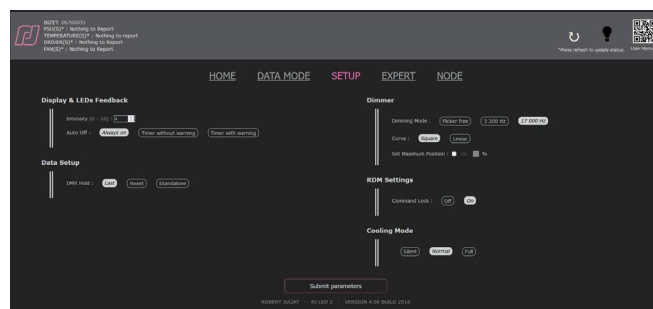 BIZET 06700051
PSU(S)* : Nothing to Report
TEMPERATURE(S)* : Nothing to report
DRIVER(S)* : Nothing to Report
FAN(S)* : Nothing to Report
*Press refresh to update status
User Manual
HOME DATA MODE SETUP EXPERT NODE
Display & LEDs Feedback
Intensity (0 - 10) :
Auto Off : Always on Timer without warning Timer with warning
Data Setup
DMX Hold : Last Reset Standalone
Dimmer
Dimming Mode : Flicker free 3 200 Hz 17 000 Hz
Curve : Square Linear
Set Maximum Position : %
RDM Settings
Command Lock : Off On
Cooling Mode
Silent Normal Full
Submit parameters
ROBERT JULIAT - RJ LED 2 - VERSION 4.06 BUILD 2516